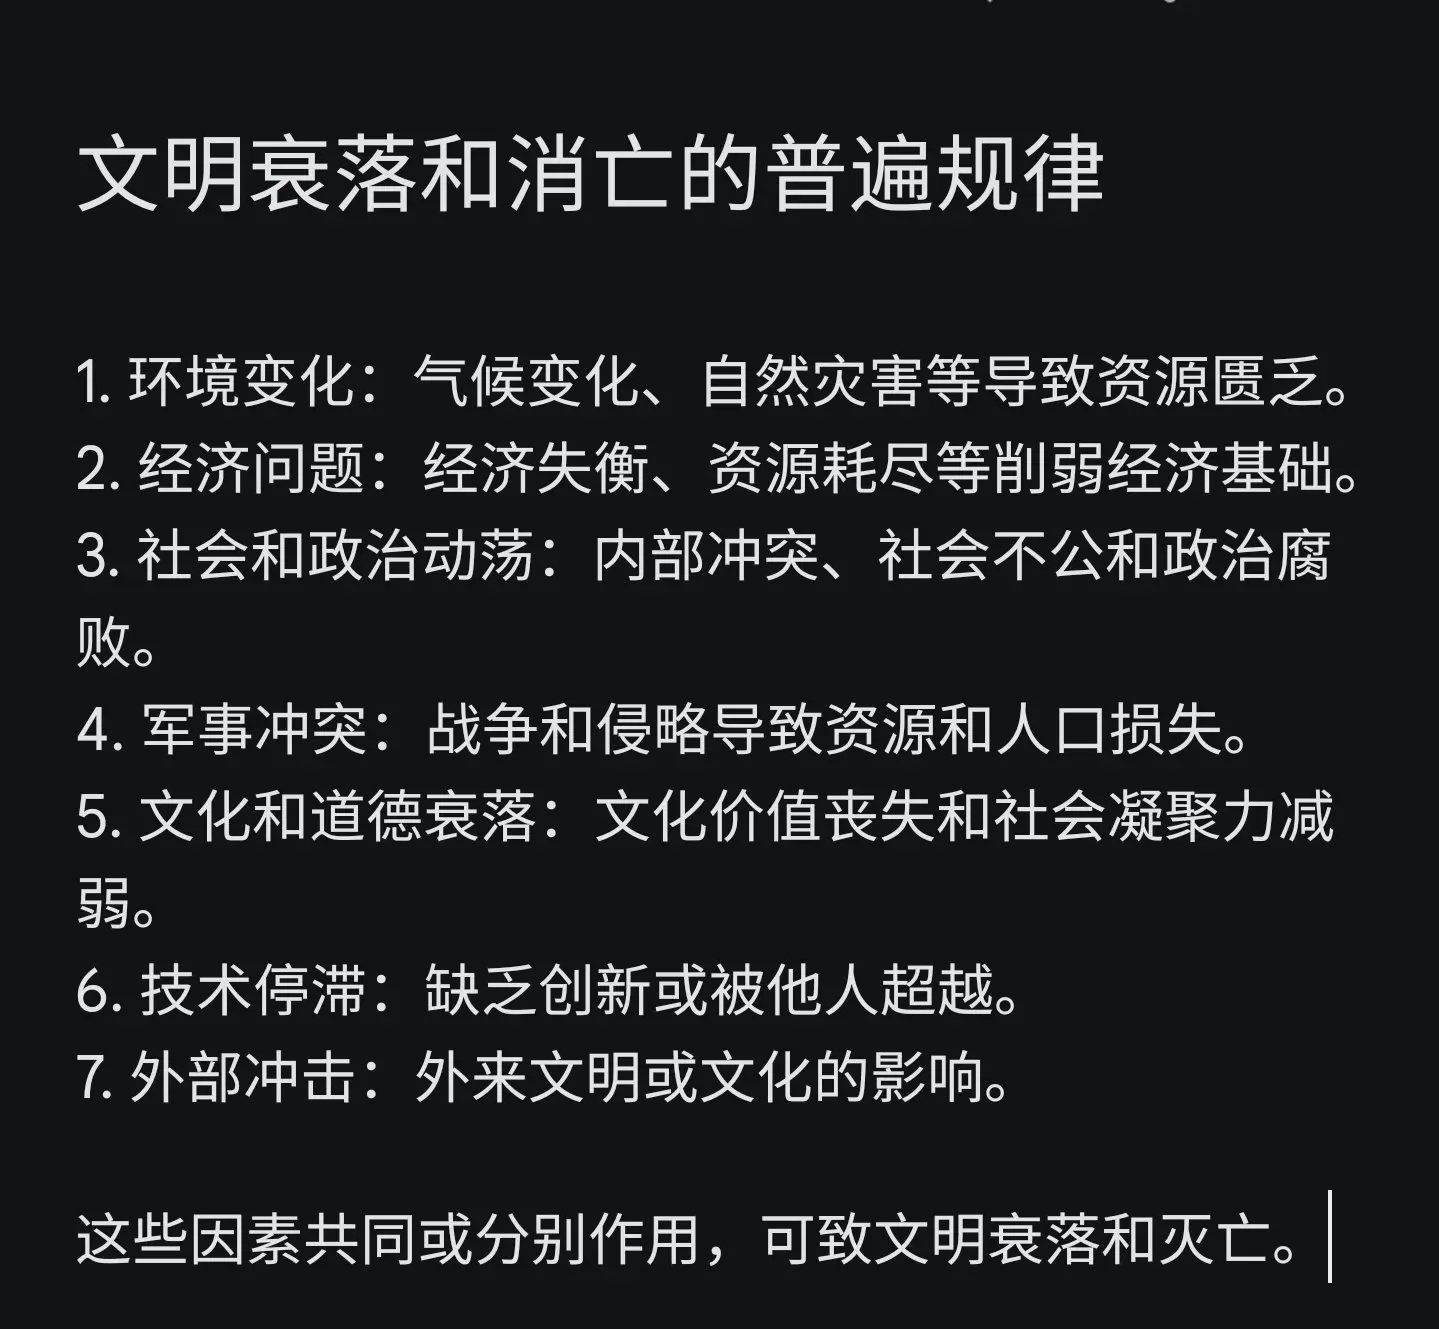 文明衰落和消亡的普遍规律
1. 环境变化：气候变化、自然灾害等导致资源匮乏。
2. 经济问题：经济失衡、资源耗尽等削弱经济基础。
3. 社会和政治动荡：内部冲突、社会不公和政治腐
败。
4. 军事冲突：战争和侵略导致资源和人口损失。
5. 文化和道德衰落：文化价值丧失和社会凝聚力减
弱。
6. 技术停滞：缺乏创新或被他人超越。
7. 外部冲击：外来文明或文化的影响。
这些因素共同或分别作用，可致文明衰落和灭亡。